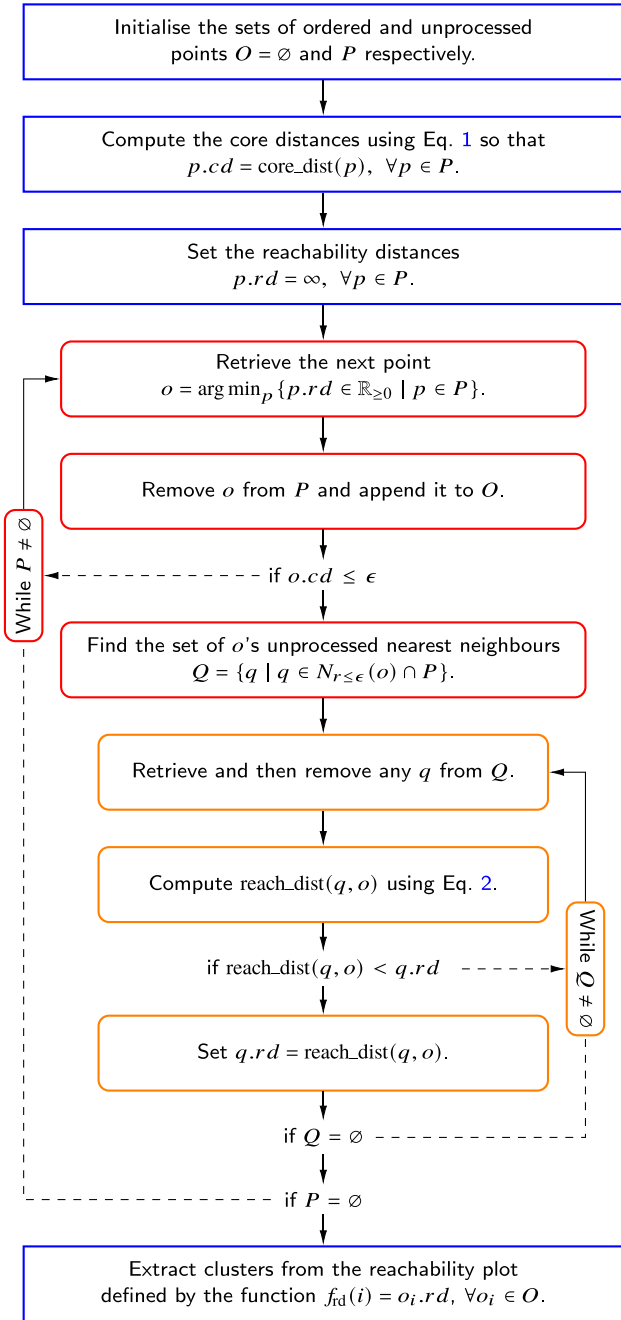 Initialise the sets of ordered and unprocessed
points O = ∅ and P respectively.
Compute the core distances using Eq. 1 so that
p.cd = core_dist(p), ∀p ∈ P.
Set the reachability distances
p.rd = ∞, ∀p ∈ P.
Retrieve the next point
o = arg min_p {p.rd ∈ ℝ≥0 | p ∈ P}.
Remove o from P and append it to O.
While P ≠ ∅
if o.cd ≤ ϵ
Find the set of o's unprocessed nearest neighbours
Q = {q | q ∈ N_{r≤ϵ}(o) ∩ P}.
Retrieve and then remove any q from Q.
Compute reach_dist(q, o) using Eq. 2.
if reach_dist(q, o) < q.rd
While Q ≠ ∅
Set q.rd = reach_dist(q, o).
if Q = ∅
if P = ∅
Extract clusters from the reachability plot
defined by the function f_rd(i) = o_i.rd, ∀o_i ∈ O.